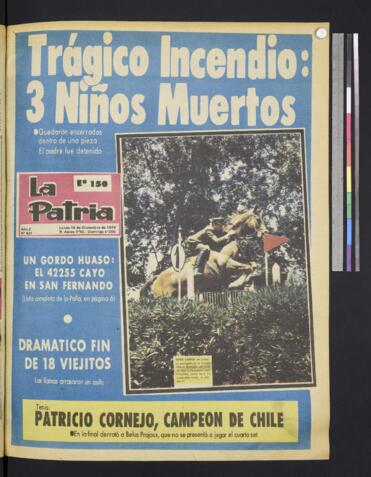 Trágico Incendio:
3 Niños Muertos
Quedaron encerrados
dentro de una pieza
El padre fue detenido
Eº 150
La
Patria
UN GORDO HUASO:
EL 42255 CAYO
EN SAN FERNANDO
(Lista completa de la Polla, en página 6)
DRAMATICO FIN
DE 18 VIEJITOS
Las llamas arrasaron un asilo
Tenis:
PATRICIO CORNEJO, CAMPEON DE CHILE
En la final derrotó a Belus Prajoux, que no se presentó a jugar el cuarto set